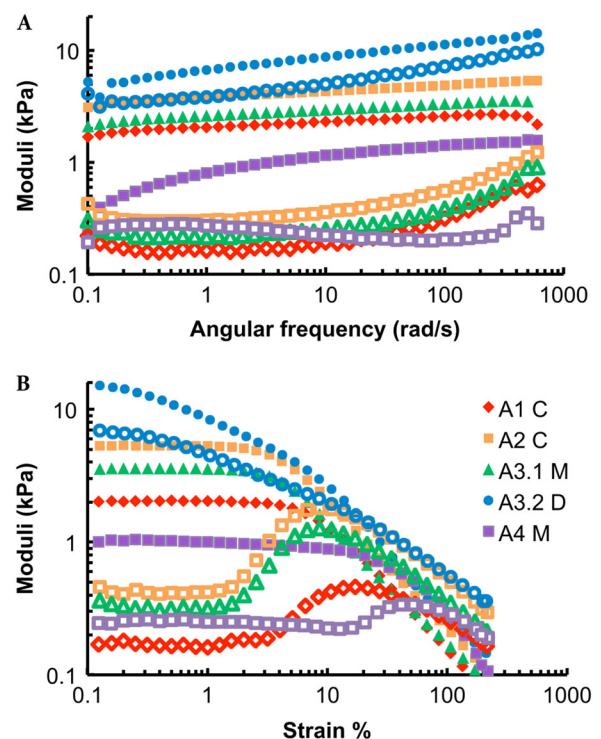 A
Moduli (kPa)
10
1
0.1
0.1 1 10 100 1000
Angular frequency (rad/s)
B
Moduli (kPa)
10
1
0.1
A1 C
A2 C
A3.1 M
A3.2 D
A4 M
0.1 1 10 100 1000
Strain %